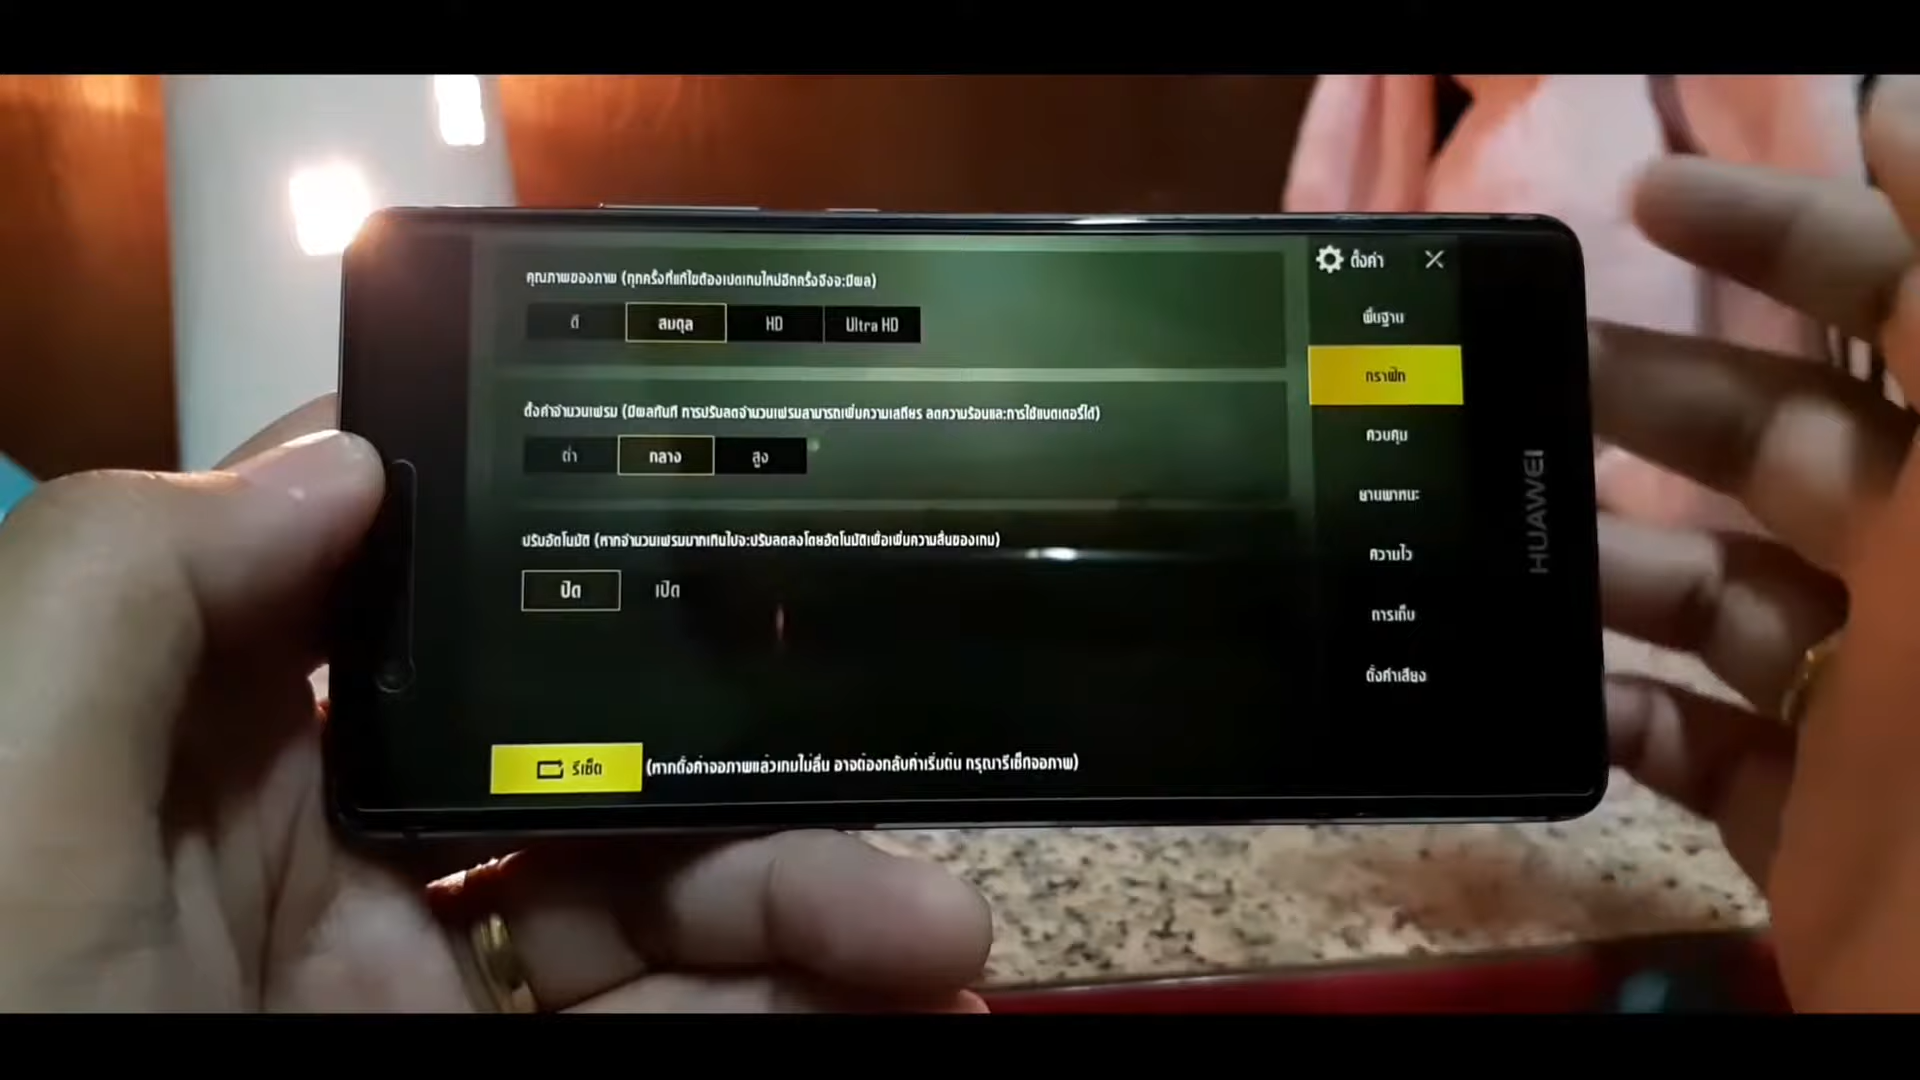 คุณภาพของภาพ (ทุกครั้งที่แก้ไขต้องเปิดเกมใหม่อีกครั้งจึงจะมีผล)
ดี สมดุล HD Ultra HD
ตั้งค่าจำนวนเฟรม (มีผลทันที การปรับลดจำนวนเฟรมสามารถเพิ่มความเสถียร ลดความร้อนและการใช้แบตเตอรี่ได้)
ต่ำ กลาง สูง
ปรับอัตโนมัติ (หากจำนวนเฟรมมากเกินไปจะปรับลดลงโดยอัตโนมัติเพื่อเพิ่มความลื่นของเกม)
ปิด เปิด
รีเซ็ต (หากตั้งค่าจอภาพแล้วเกมไม่ลื่น อาจต้องกลับค่าเริ่มต้น กรุณารีเซ็ทจอภาพ)
ตั้งค่า
พื้นฐาน
กราฟิก
ควบคุม
ยานพาหนะ
ความไว
การเก็บ
ตั้งค่าเสียง
HUAWEI